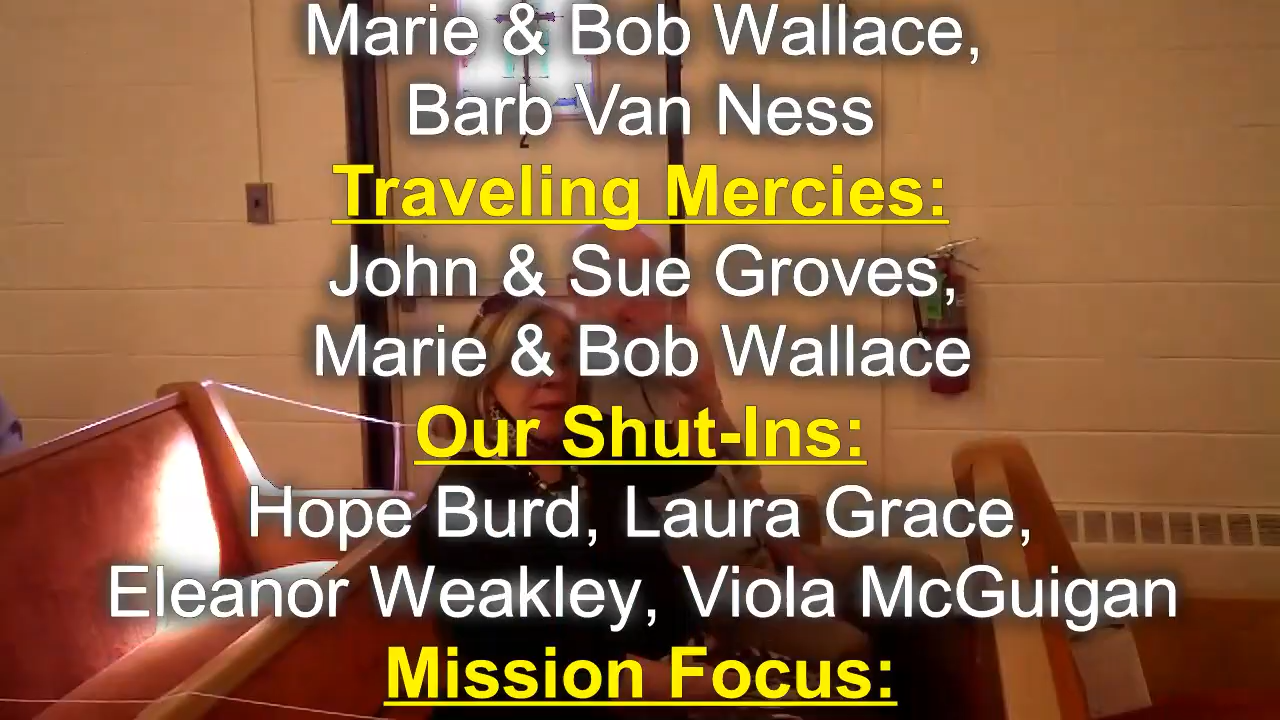 Marie & Bob Wallace,
Barb Van Ness
Traveling Mercies:
John & Sue Groves,
Marie & Bob Wallace
Our Shut-Ins:
Hope Burd, Laura Grace,
Eleanor Weakley, Viola McGuigan
Mission Focus: